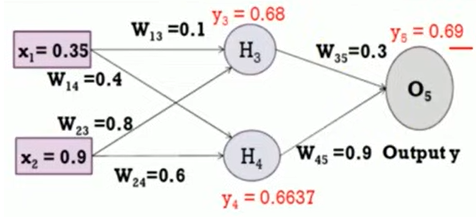 y₃ = 0.68
y₅ = 0.69
W₁₃ =0.1
x₁= 0.35
H₃
W₃₅=0.3
W₁₄ =0.4
O₅
W₂₃ =0.8
x₂ = 0.9
H₄
W₄₅ =0.9 Output y
W₂₄=0.6
y₄ = 0.6637